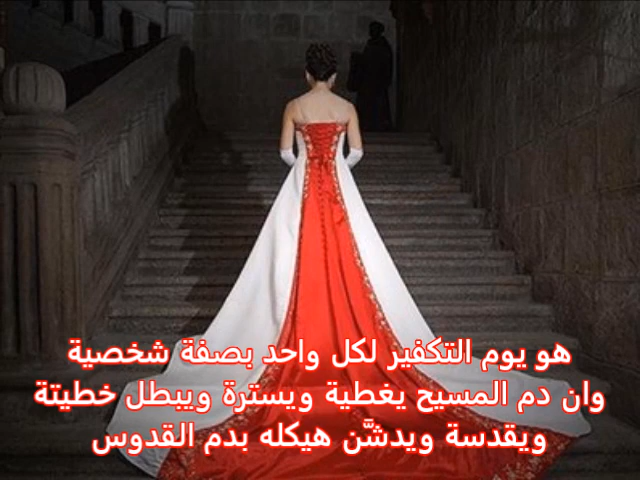 هو يوم التكفير لكل واحد بصفة شخصية
وان دم المسيح يغطية ويسترة ويبطل خطيتة
ويقدسة ويدشَّن هيكله بدم القدوس